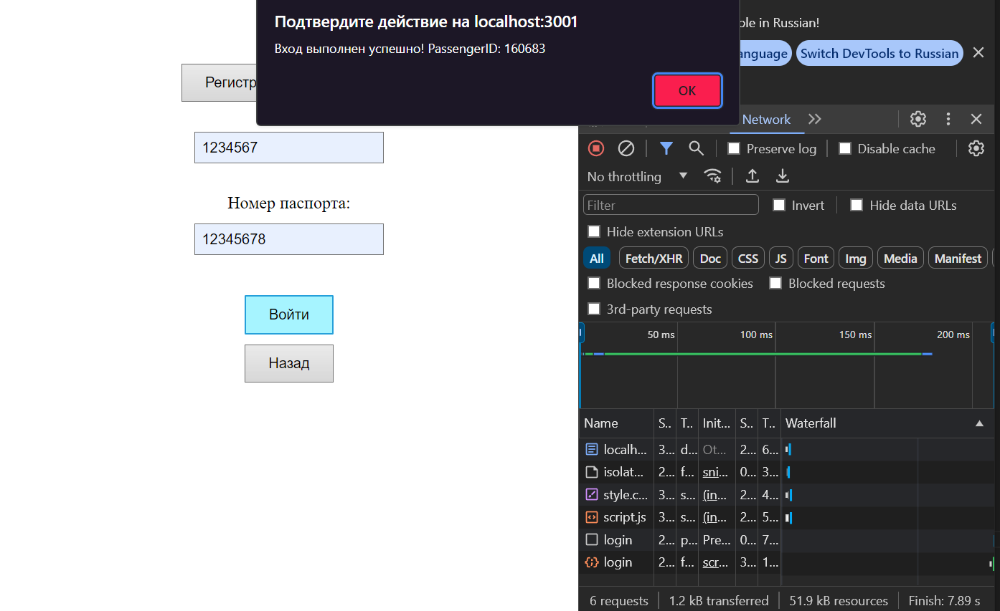 Подтвердите действие на localhost:3001
Вход выполнен успешно! PassengerID: 160683
OK
Регистр
1234567
Номер паспорта:
12345678
Войти
Назад
ble in Russian!
anguage
Switch DevTools to Russian
Network
Preserve log
Disable cache
No throttling
Filter
Invert
Hide data URLs
Hide extension URLs
All
Fetch/XHR
Doc
CSS
JS
Font
Img
Media
Manifest
Blocked response cookies
Blocked requests
3rd-party requests
50 ms
100 ms
150 ms
200 ms
Name S.. T.. Init... S.. T.. Waterfall
localh... 3... d... Ot... 2... 6...
isolat... 2... f... sni... 0... 3...
style.c... 3... s... (in... 2... 4...
script.js 3... s... (in... 2... 5...
login 2... p... Pre... 0... 7...
login 2... f... scr... 3... 1...
6 requests
1.2 kB transferred
51.9 kB resources
Finish: 7.89 s